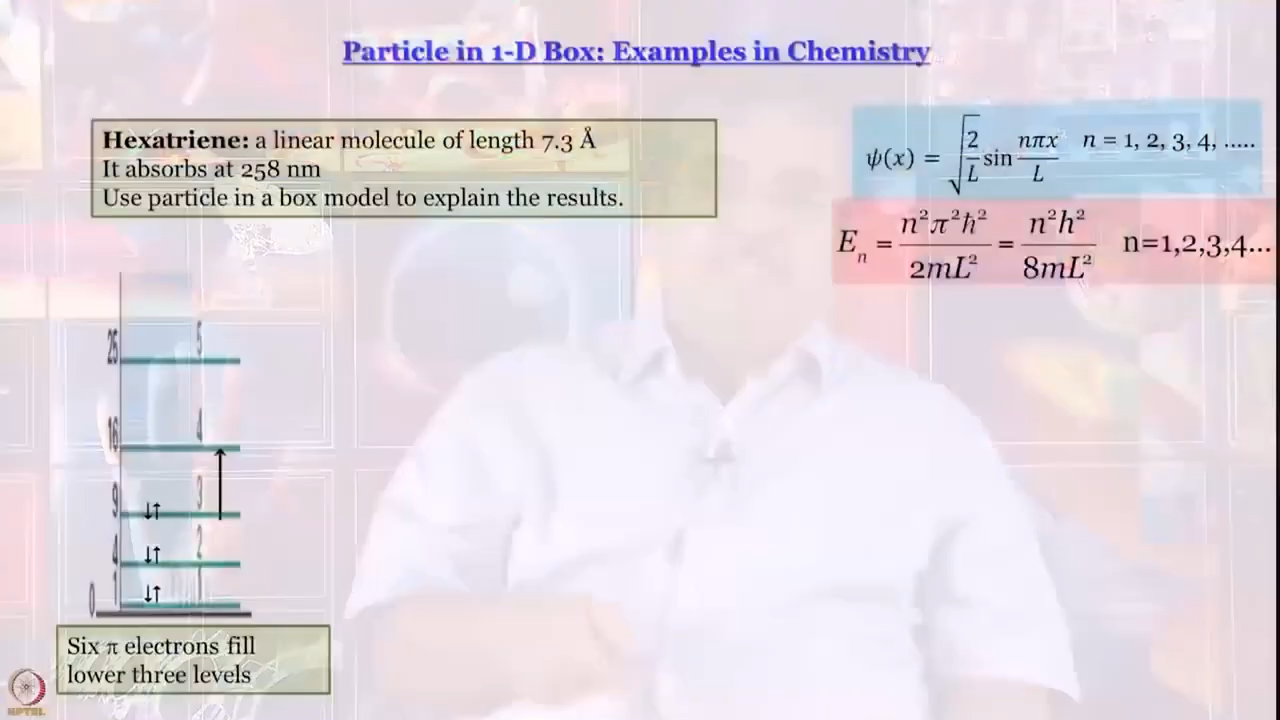 Particle in 1-D Box: Examples in Chemistry
Hexatriene: a linear molecule of length 7.3 Å
It absorbs at 258 nm
Use particle in a box model to explain the results.
ψ(x) = √(2/L) sin nπx/L n = 1, 2, 3, 4, .....
Eₙ = n²π²ħ²/2mL² = n²h²/8mL² n=1,2,3,4...
25 5
16 4
9 ↓↑ 3
4 ↓↑ 2
1 ↓↑ 1
0
Six π electrons fill
lower three levels
NPTEL